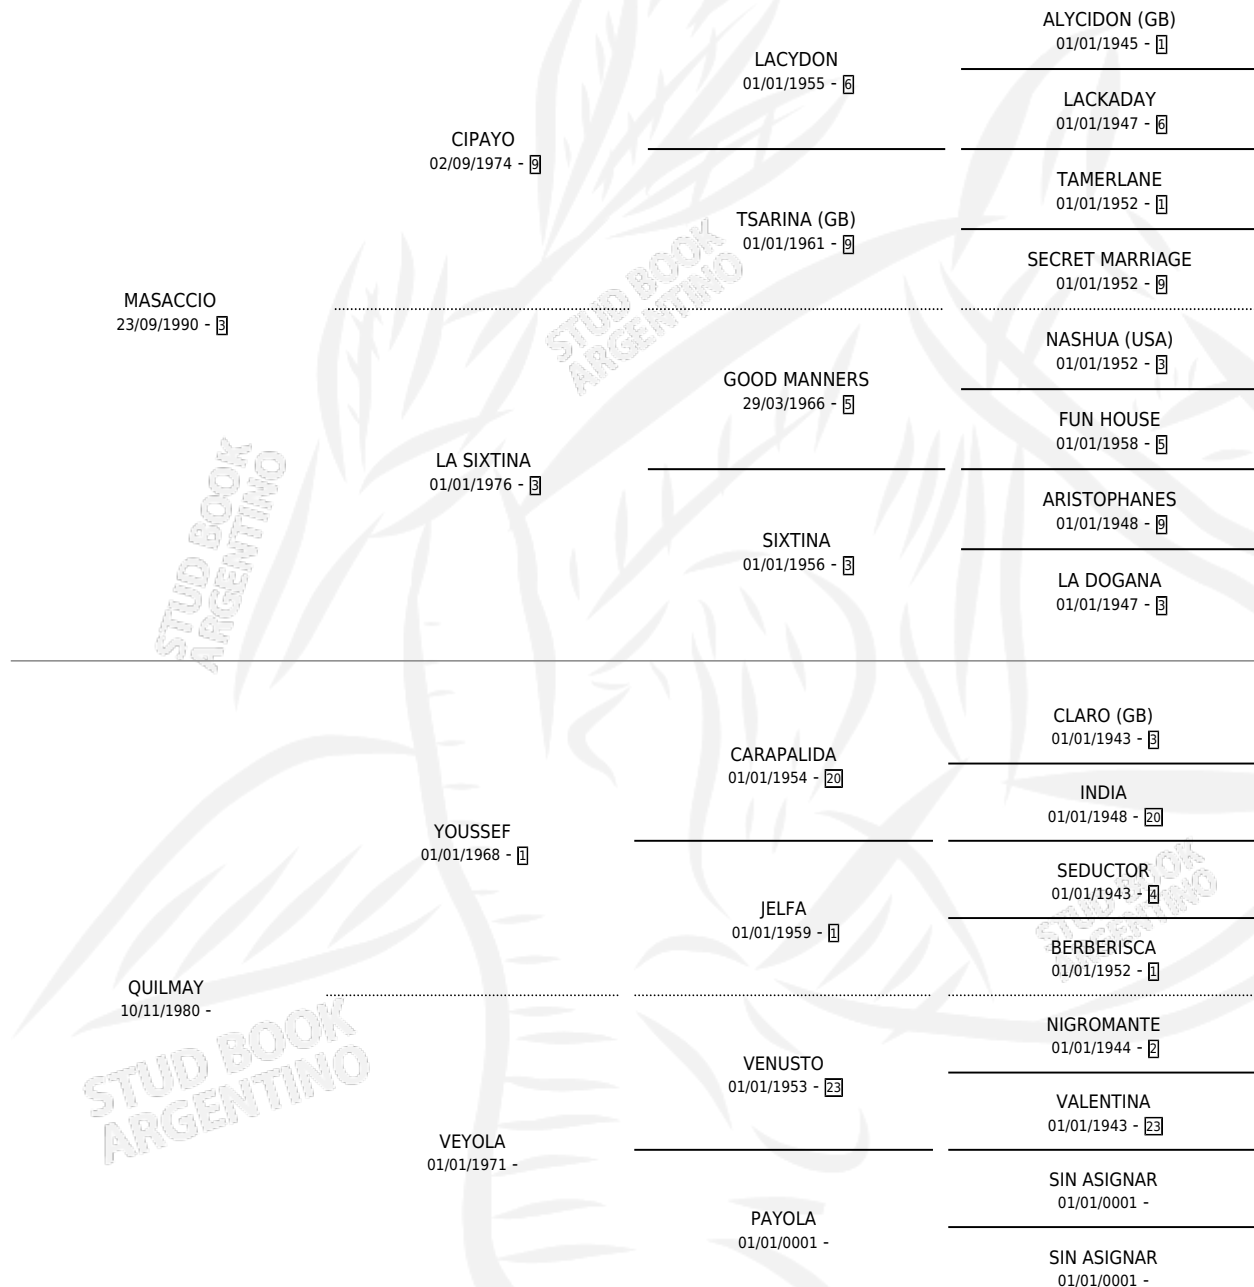 ALYCIDON (GB)
01/01/1945 - 1
LACYDON
01/01/1955 - 6
LACKADAY
01/01/1947 - 6
CIPAYO
02/09/1974 - 9
TAMERLANE
01/01/1952 - 1
TSARINA (GB)
01/01/1961 - 9
SECRET MARRIAGE
01/01/1952 - 9
MASACCIO
23/09/1990 - 3
NASHUA (USA)
01/01/1952 - 3
GOOD MANNERS
29/03/1966 - 5
FUN HOUSE
01/01/1958 - 5
LA SIXTINA
01/01/1976 - 3
ARISTOPHANES
01/01/1948 - 9
SIXTINA
01/01/1956 - 3
LA DOGANA
01/01/1947 - 3
CLARO (GB)
01/01/1943 - 3
CARAPALIDA
01/01/1954 - 20
INDIA
01/01/1948 - 20
YOUSSEF
01/01/1968 - 1
SEDUCTOR
01/01/1943 - 4
JELFA
01/01/1959 - 1
BERBERISCA
01/01/1952 - 1
QUILMAY
10/11/1980 -
NIGROMANTE
01/01/1944 - 2
VENUSTO
01/01/1953 - 23
VALENTINA
01/01/1943 - 23
VEYOLA
01/01/1971 -
SIN ASIGNAR
01/01/0001 -
PAYOLA
01/01/0001 -
SIN ASIGNAR
01/01/0001 -
STUD BOOK
ARGENTINO
STUD BOOK
ARGENTINO
STUD BOOK
ARGENTINO
STUD BOOK
ARGENTINO